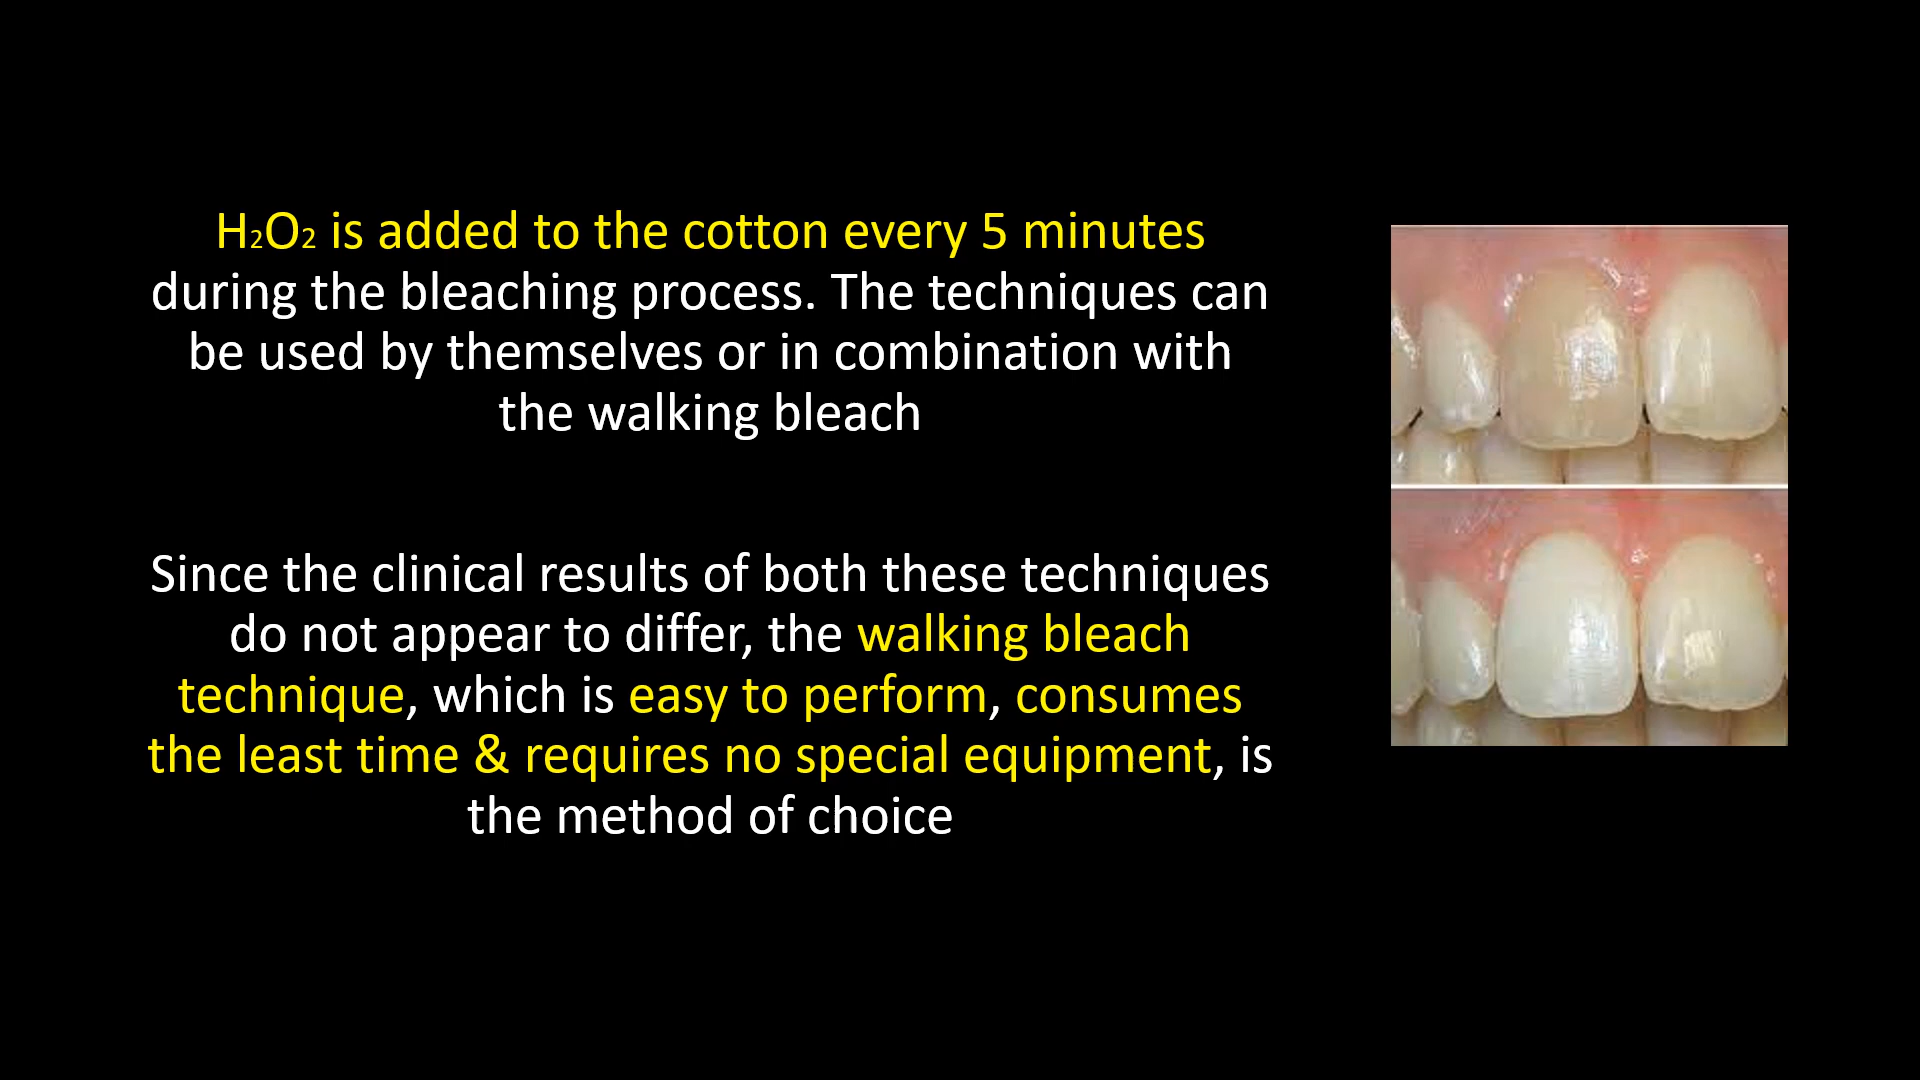 H₂O₂ is added to the cotton every 5 minutes
during the bleaching process. The techniques can
be used by themselves or in combination with
the walking bleach
Since the clinical results of both these techniques
do not appear to differ, the walking bleach
technique, which is easy to perform, consumes
the least time & requires no special equipment, is
the method of choice